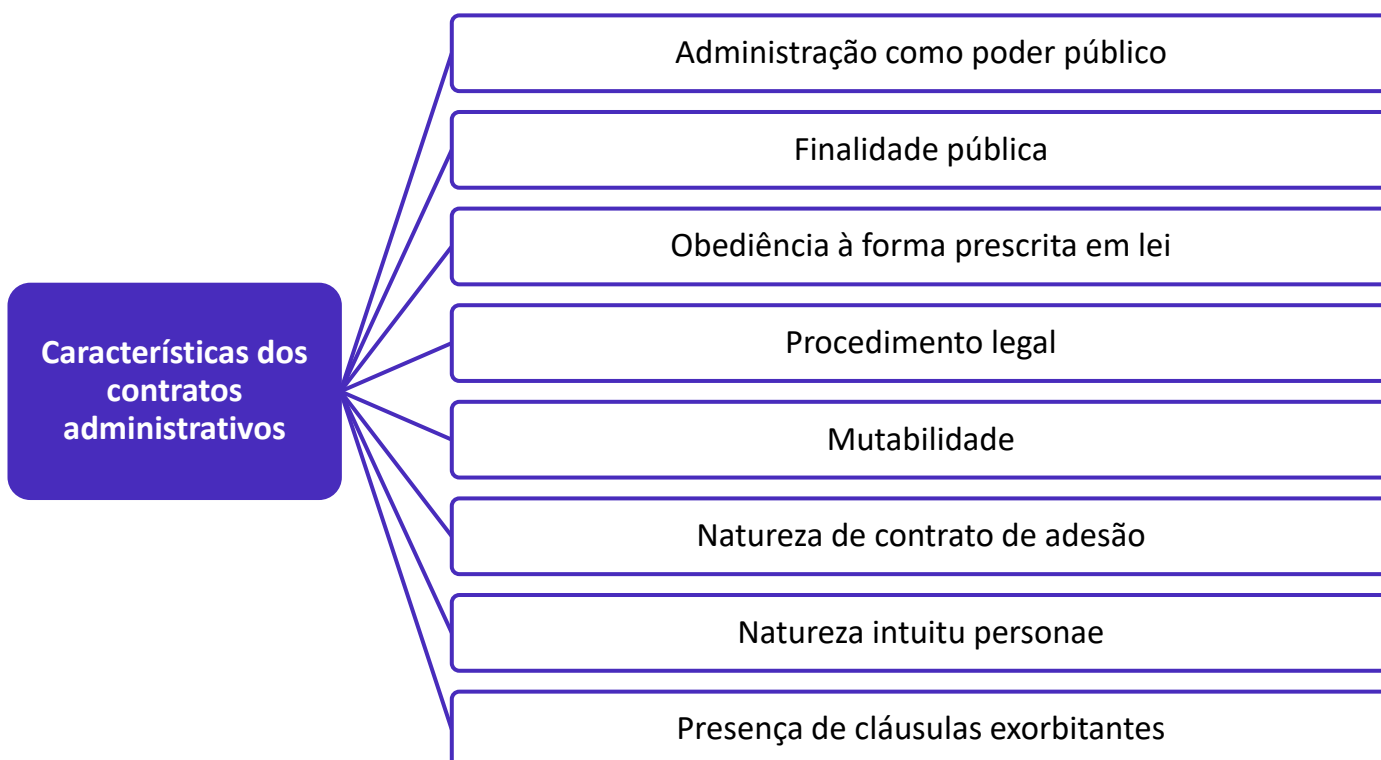 Características dos
contratos
administrativos
Administração como poder público
Finalidade pública
Obediência à forma prescrita em lei
Procedimento legal
Mutabilidade
Natureza de contrato de adesão
Natureza intuitu personae
Presença de cláusulas exorbitantes